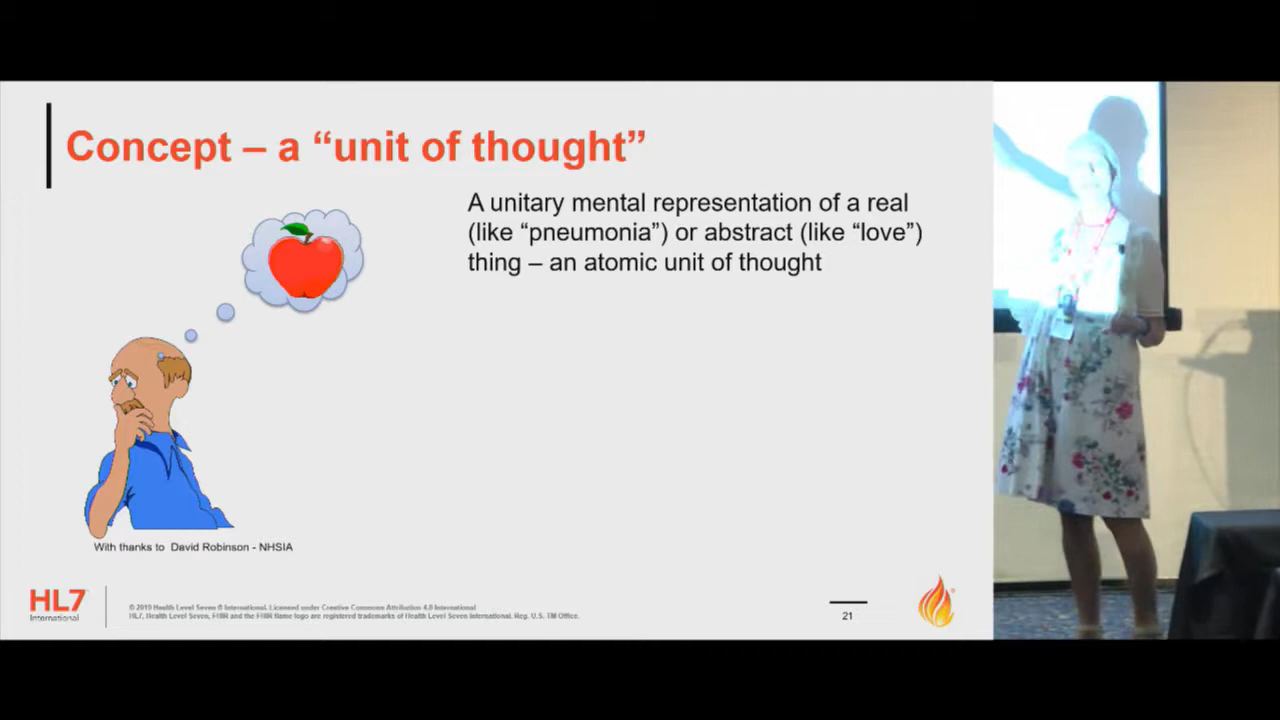 Concept – a “unit of thought”
A unitary mental representation of a real
(like “pneumonia”) or abstract (like “love”)
thing – an atomic unit of thought
With thanks to David Robinson - NHSIA
HL7
International
© 2019 Health Level Seven ® International. Licensed under Creative Commons Attribution 4.0 International
HL7, Health Level Seven, FHIR and the FHIR flame logo are registered trademarks of Health Level Seven International. Reg. U.S. TM Office.
21